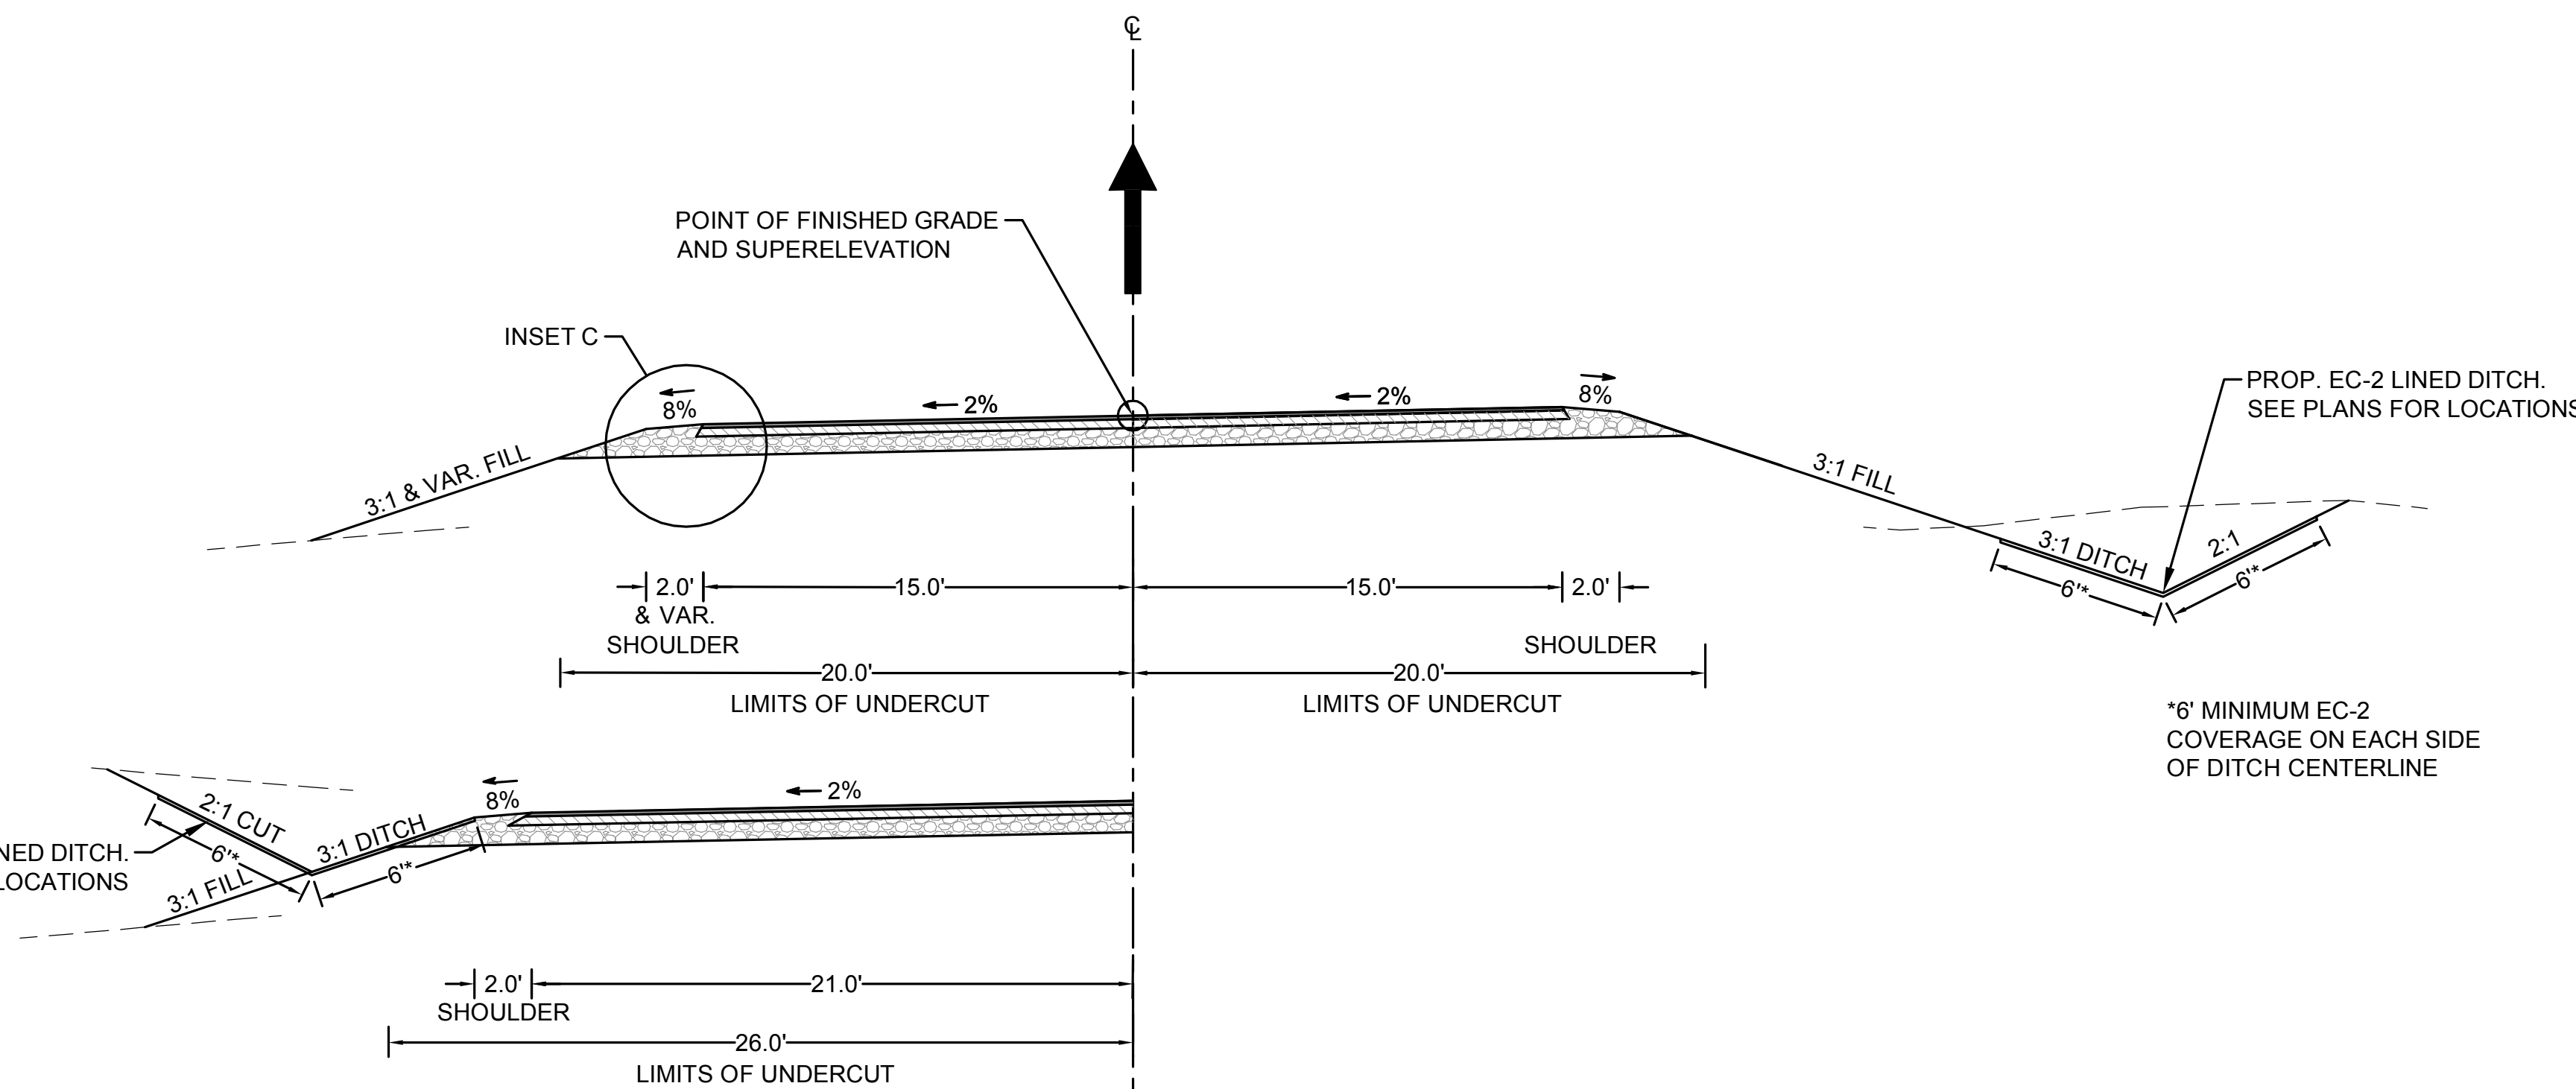 ℄
POINT OF FINISHED GRADE
AND SUPERELEVATION
INSET C
8%
2%
2%
8%
PROP. EC-2 LINED DITCH.
SEE PLANS FOR LOCATIONS
3:1 & VAR. FILL
3:1 FILL
3:1 DITCH
2:1
6'*
6'*
2.0'
& VAR.
SHOULDER
15.0'
15.0'
2.0'
SHOULDER
20.0'
LIMITS OF UNDERCUT
20.0'
LIMITS OF UNDERCUT
*6' MINIMUM EC-2
COVERAGE ON EACH SIDE
OF DITCH CENTERLINE
8%
2%
2:1 CUT
3:1 DITCH
6'*
6'*
3:1 FILL
NED DITCH.
LOCATIONS
2.0'
SHOULDER
21.0'
26.0'
LIMITS OF UNDERCUT